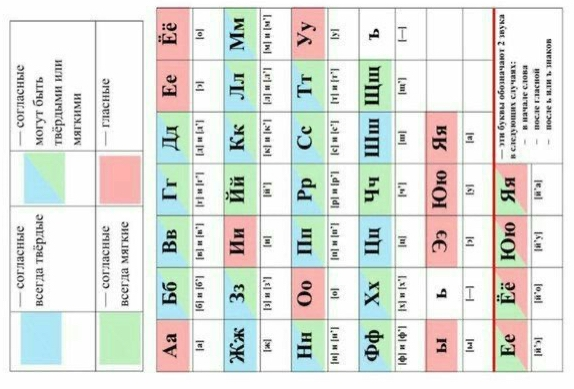 — согласные
всегда твёрдые
— согласные
могут быть
твёрдыми или
мягкими
— согласные
всегда мягкие
— гласные
Аа Бб Вв Гг Дд Ее Ёё
[а] [б] и [б'] [в] и [в'] [г] и [г'] [д] и [д'] [э] [о]
Жж Зз Ии Йй Кк Лл Мм
[ж] [з] и [з'] [и] [й'] [к] и [к'] [л] и [л'] [м] и [м']
Нн Оо Пп Рр Сс Тт Уу
[н] и [н'] [о] [п] и [п'] [р] и [р'] [с] и [с'] [т] и [т'] [у]
Фф Хх Цц Чч Шш Щщ ъ
[ф] и [ф'] [х] и [х'] [ц] [ч'] [ш] [щ'] [—]
ы ь Ээ Юю Яя
[ы] [—] [э] [у] [а]
Ее Ёё Юю Яя
[й'э] [й'о] [й'у] [й'а]
— эти буквы обозначают 2 звука
в следующих случаях:
– в начале слова
– после гласной
– после ь или ъ знаков